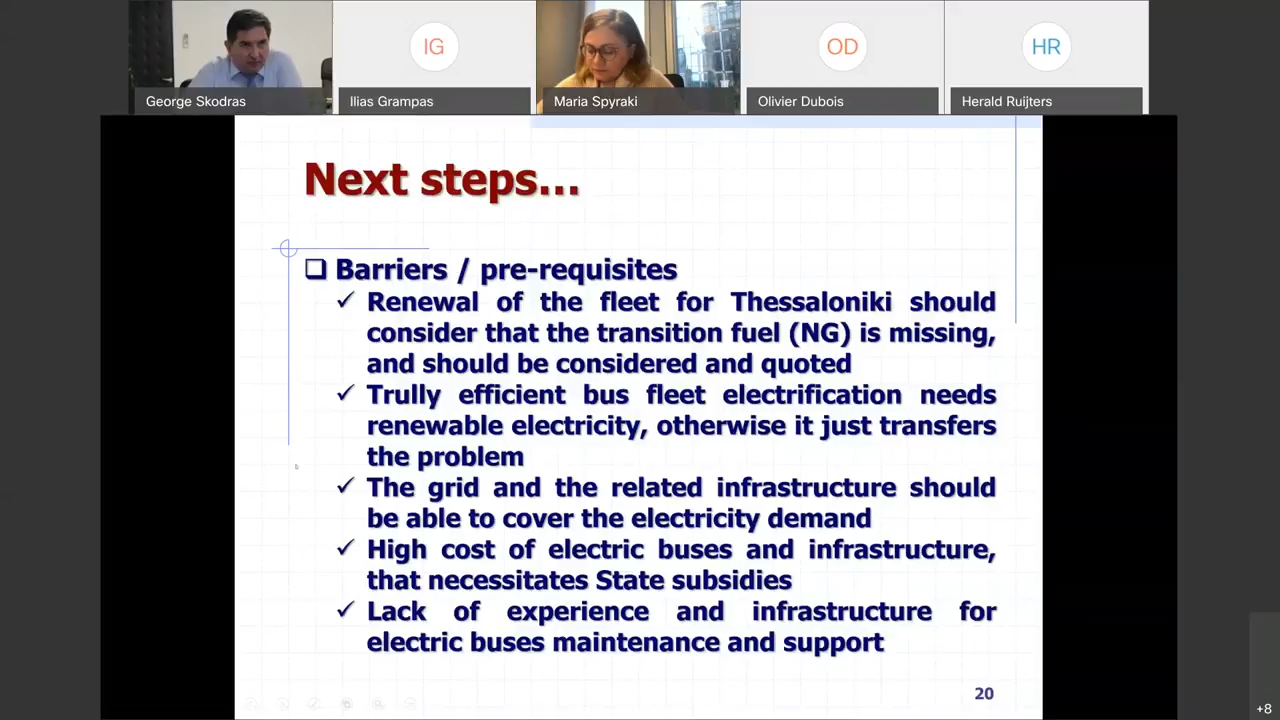 IG
OD
HR
George Skodras
Ilias Grampas
Maria Spyraki
Olivier Dubois
Herald Ruijters
Next steps...
Barriers / pre-requisites
Renewal of the fleet for Thessaloniki should
consider that the transition fuel (NG) is missing,
and should be considered and quoted
Trully efficient bus fleet electrification needs
renewable electricity, otherwise it just transfers
the problem
The grid and the related infrastructure should
be able to cover the electricity demand
High cost of electric buses and infrastructure,
that necessitates State subsidies
Lack of experience and infrastructure for
electric buses maintenance and support
20
+8